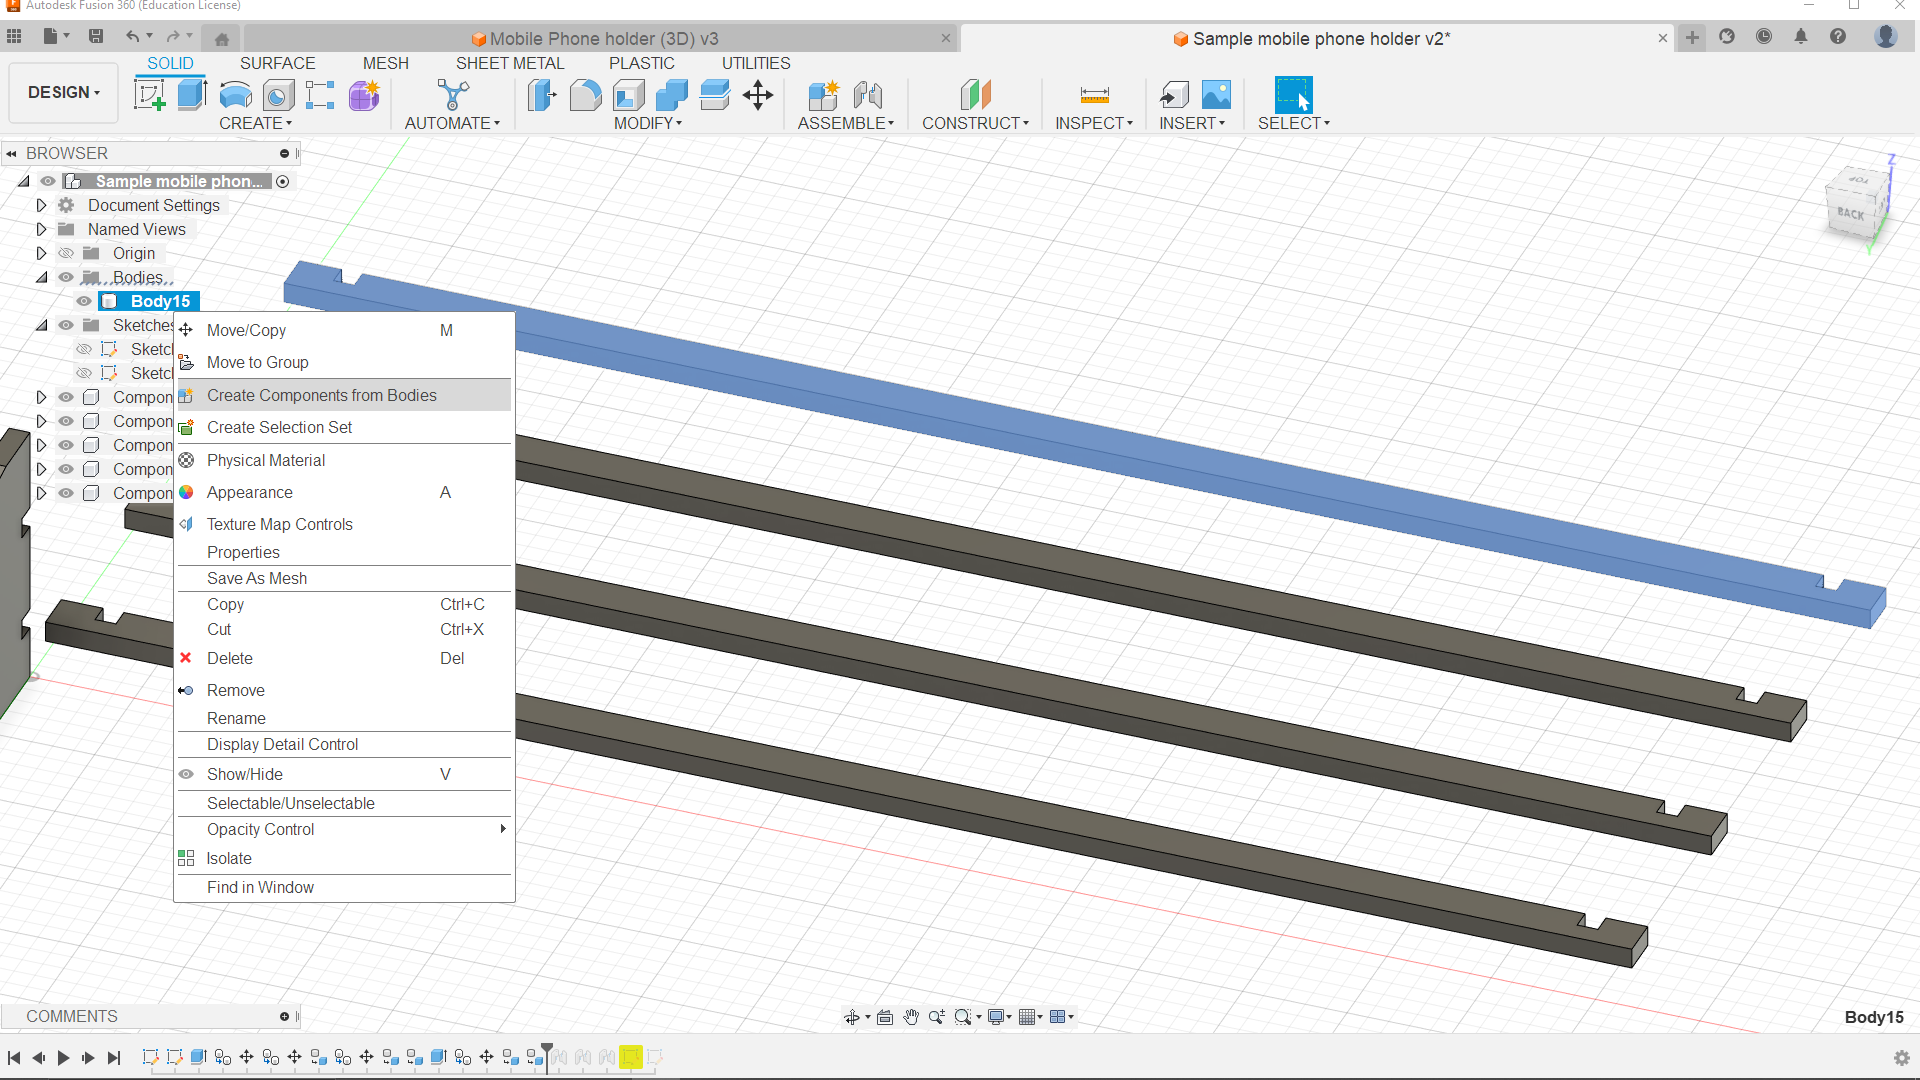 Autodesk Fusion 360 (Education License)
Mobile Phone holder (3D) v3
Sample mobile phone holder v2*
SOLID SURFACE MESH SHEET METAL PLASTIC UTILITIES
DESIGN
CREATE AUTOMATE MODIFY ASSEMBLE CONSTRUCT INSPECT INSERT SELECT
BROWSER
Sample mobile phon...
Document Settings
Named Views
Origin
Bodies
Body15
Sketches
Sketc
Sketc
Compon
Compon
Compon
Compon
Compon
Move/Copy M
Move to Group
Create Components from Bodies
Create Selection Set
Physical Material
Appearance A
Texture Map Controls
Properties
Save As Mesh
Copy Ctrl+C
Cut Ctrl+X
Delete Del
Remove
Rename
Display Detail Control
Show/Hide V
Selectable/Unselectable
Opacity Control
Isolate
Find in Window
Z
TOP
BACK
Y
COMMENTS
Body15